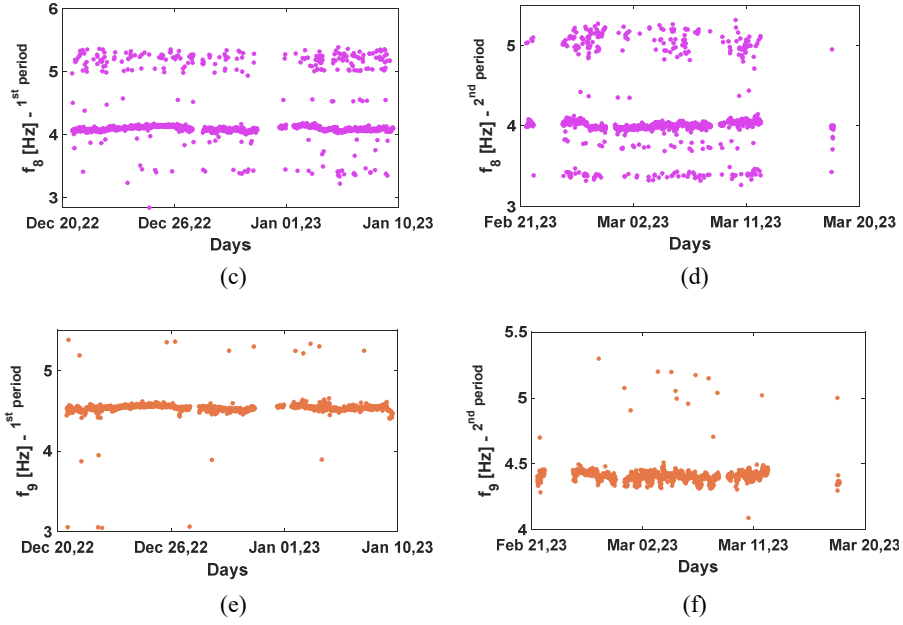 6
5
4
3
f8 [Hz] - 1st period
Dec 20,22 Dec 26,22 Jan 01,23 Jan 10,23
Days
(c)
5
4
3
f8 [Hz] - 2nd period
Feb 21,23 Mar 02,23 Mar 11,23 Mar 20,23
Days
(d)
5
4.5
4
3
f9 [Hz] - 1st period
Dec 20,22 Dec 26,22 Jan 01,23 Jan 10,23
Days
(e)
5.5
5
4.5
4
f9 [Hz] - 2nd period
Feb 21,23 Mar 02,23 Mar 11,23 Mar 20,23
Days
(f)